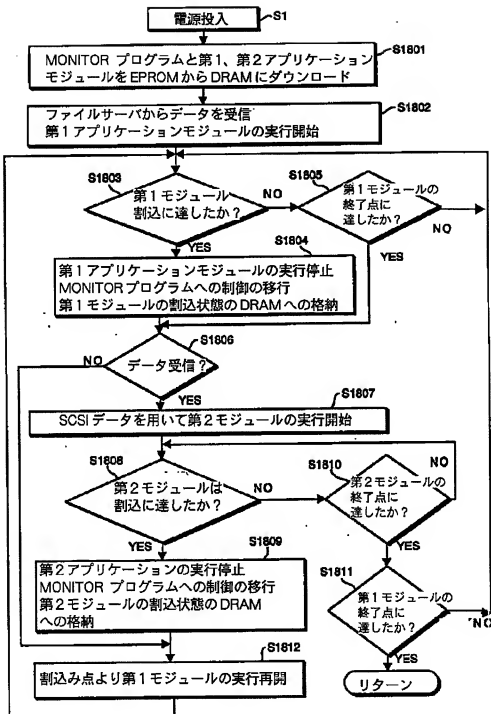 電源投入
S1
MONITOR プログラムと第1、第2アプリケーション
モジュールをEPROMからDRAMにダウンロード
S1801
ファイルサーバからデータを受信
第1アプリケーションモジュールの実行開始
S1802
S1803
第1モジュール
割込に達したか?
NO
YES
S1805
第1モジュールの
終了点に
達したか?
NO
YES
S1804
第1アプリケーションモジュールの実行停止
MONITORプログラムへの制御の移行
第1モジュールの割込状態のDRAMへの格納
S1806
NO
データ受信?
YES
S1807
SCSIデータを用いて第2モジュールの実行開始
S1808
第2モジュールは
割込に達したか?
NO
YES
S1810
NO
第2モジュールの
終了点に
達したか?
YES
S1809
第2アプリケーションの実行停止
MONITOR プログラムへの制御の移行
第2モジュールの割込状態のDRAM
への格納
S1811
第1モジュールの
終了点に
達したか?
NO
YES
S1812
割込み点より第1モジュールの実行再開
リターン